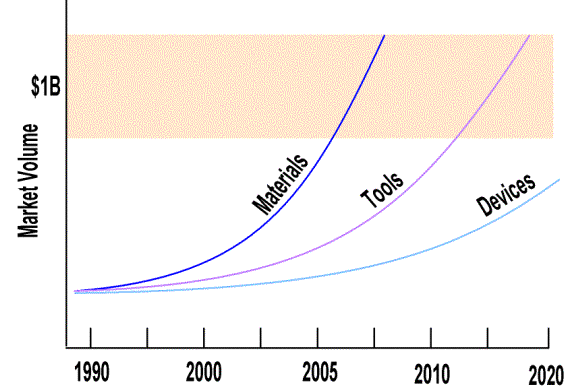 $1B
Market Volume
Materials
Tools
Devices
1990
2000
2005
2010
2020